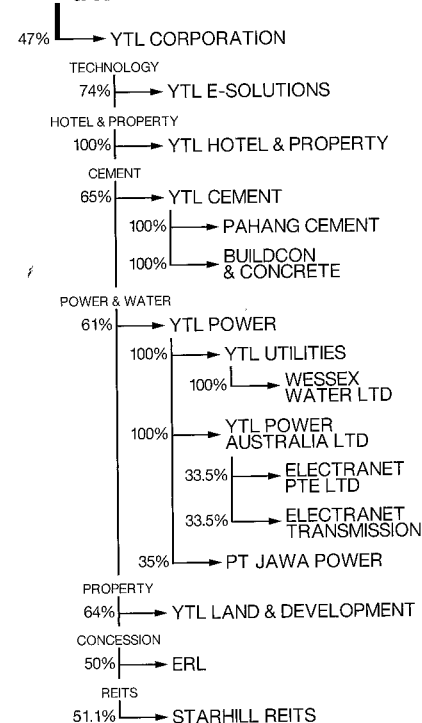 47% YTL CORPORATION
TECHNOLOGY
74% YTL E-SOLUTIONS
HOTEL & PROPERTY
100% YTL HOTEL & PROPERTY
CEMENT
65% YTL CEMENT
100% PAHANG CEMENT
100% BUILDCON
& CONCRETE
POWER & WATER
61% YTL POWER
100% YTL UTILITIES
100% WESSEX
WATER LTD
100% YTL POWER
AUSTRALIA LTD
33.5% ELECTRANET
PTE LTD
33.5% ELECTRANET
TRANSMISSION
35% PT JAWA POWER
PROPERTY
64% YTL LAND & DEVELOPMENT
CONCESSION
50% ERL
REITS
51.1% STARHILL REITS